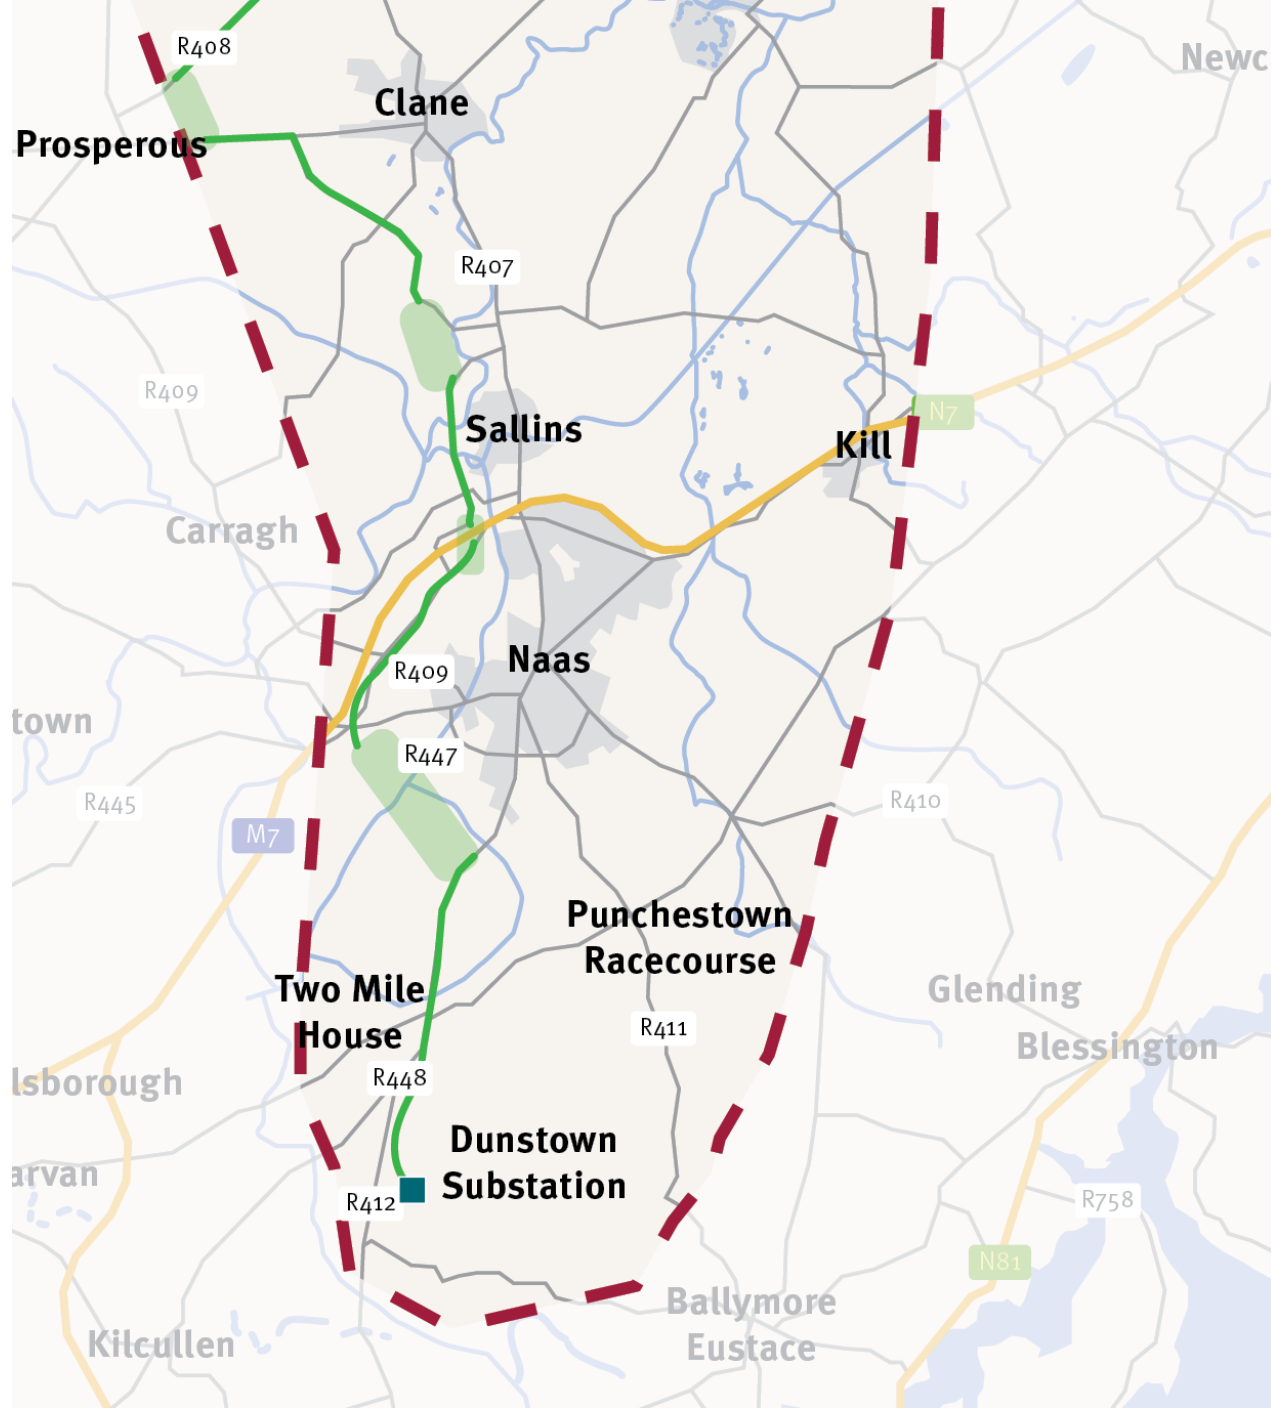 R408
Newc
Clane
Prosperous
R407
R409
N7
Sallins
Kill
Carragh
Naas
R409
town
R447
R445
R410
M7
Punchestown
Racecourse
Two Mile
House
Glending
R411
Blessington
lsborough
R448
Dunstown
Substation
arvan
R412
R758
N81
Ballymore
Eustace
Kilcullen